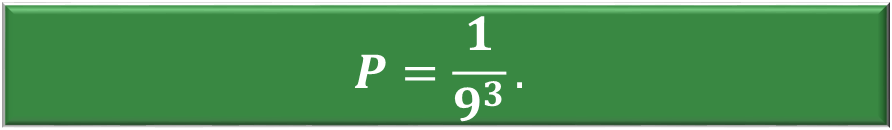 P = 1/9³.